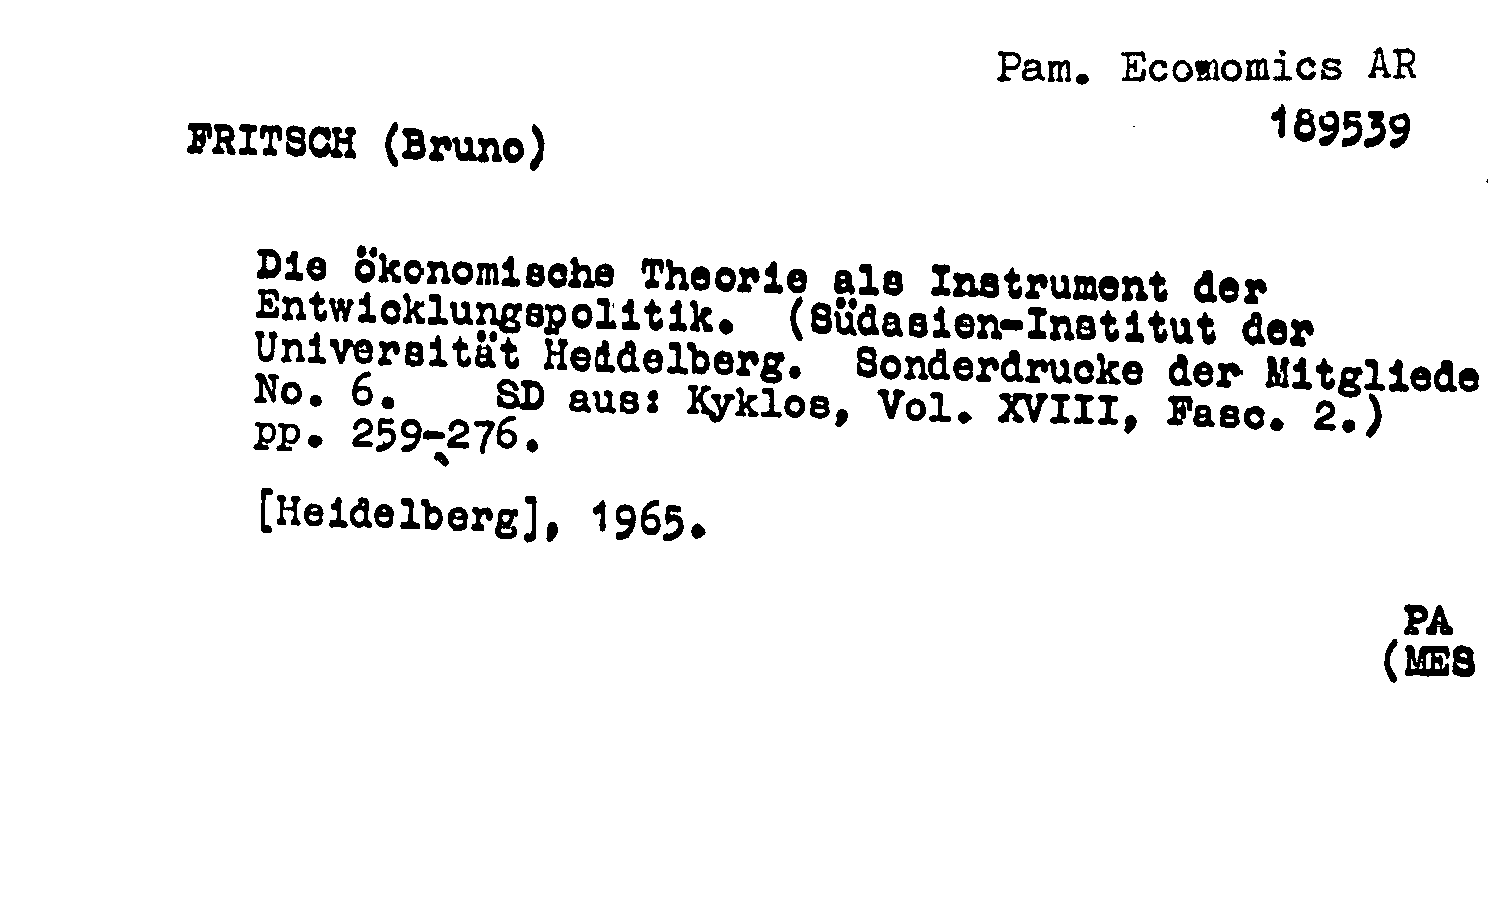 Pam. Economics AR
189539
FRITSCH (Bruno)
Die ökonomische Theorie als Instrument der
Entwicklungspolitik. (Südasien-Institut der
Universität Heidelberg. Sonderdrucke der Mitgliede
No. 6. SD aus: Kyklos, Vol. XVIII, Fasc. 2.)
pp. 259-276.
[Heidelberg], 1965.
PA
(MES